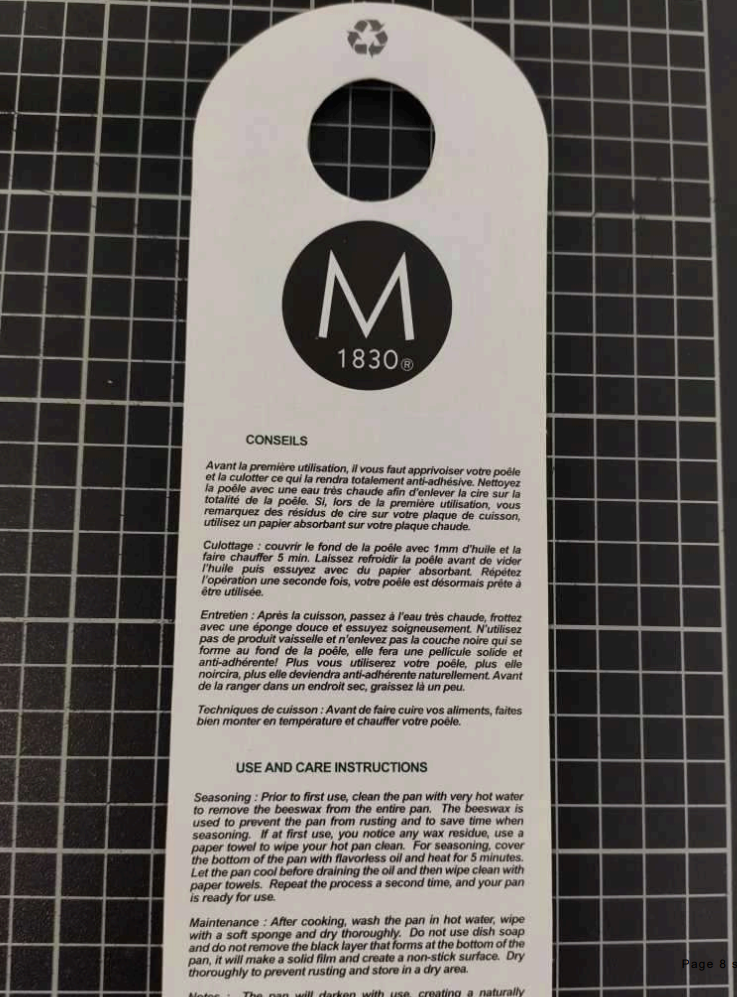 M
1830®
CONSEILS
Avant la première utilisation, il vous faut apprivoiser votre poêle
et la culotter ce qui la rendra totalement anti-adhésive. Nettoyez
la poêle avec une eau très chaude afin d'enlever la cire sur la
totalité de la poêle. Si, lors de la première utilisation, vous
remarquez des résidus de cire sur votre plaque de cuisson,
utilisez un papier absorbant sur votre plaque chaude.
Culottage : couvrir le fond de la poêle avec 1mm d'huile et la
faire chauffer 5 min. Laissez refroidir la poêle avant de vider
l'huile puis essuyez avec du papier absorbant. Répétez
l'opération une seconde fois, votre poêle est désormais prête à
être utilisée.
Entretien : Après la cuisson, passez à l'eau très chaude, frottez
avec une éponge douce et essuyez soigneusement. N'utilisez
pas de produit vaisselle et n'enlevez pas la couche noire qui se
forme au fond de la poêle, elle fera une pellicule solide et
anti-adhérente! Plus vous utiliserez votre poêle, plus elle
noircira, plus elle deviendra anti-adhérente naturellement. Avant
de la ranger dans un endroit sec, graissez là un peu.
Techniques de cuisson : Avant de faire cuire vos aliments, faites
bien monter en température et chauffer votre poêle.
USE AND CARE INSTRUCTIONS
Seasoning : Prior to first use, clean the pan with very hot water
to remove the beeswax from the entire pan. The beeswax is
used to prevent the pan from rusting and to save time when
seasoning. If at first use, you notice any wax residue, use a
paper towel to wipe your hot pan clean. For seasoning, cover
the bottom of the pan with flavorless oil and heat for 5 minutes.
Let the pan cool before draining the oil and then wipe clean with
paper towels. Repeat the process a second time, and your pan
is ready for use.
Maintenance : After cooking, wash the pan in hot water, wipe
with a soft sponge and dry thoroughly. Do not use dish soap
and do not remove the black layer that forms at the bottom of the
pan, it will make a solid film and create a non-stick surface. Dry
thoroughly to prevent rusting and store in a dry area.
Notes : The pan will darken with use, creating a naturally
Page 8 s